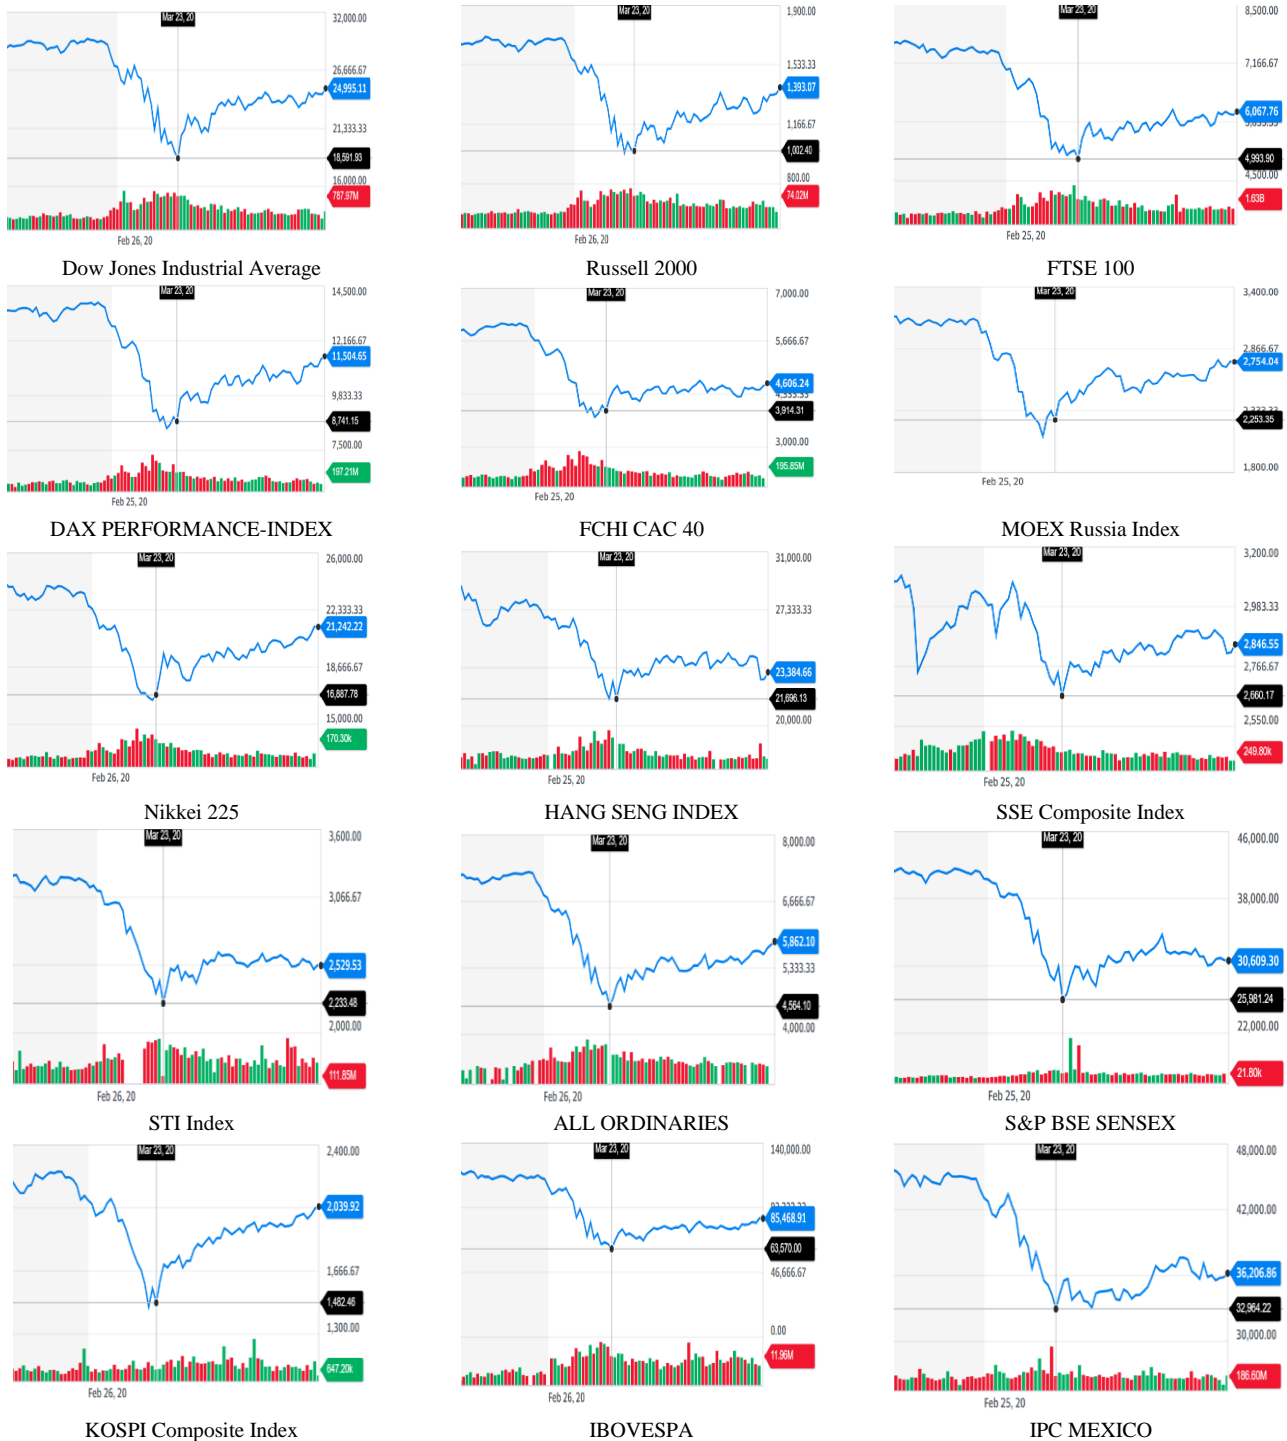 Mar 23, 20
32,000.00
26,666.67
24,995.11
21,333.33
18,591.93
16,000.00
787.97M
Feb 26, 20
Dow Jones Industrial Average
Mar 23, 20
1,900.00
1,533.33
1,393.07
1,166.67
1,002.40
800.00
74.02M
Feb 26, 20
Russell 2000
Mar 23, 20
8,500.00
7,166.67
6,067.76
4,993.90
4,500.00
1.63B
Feb 25, 20
FTSE 100
Mar 23, 20
14,500.00
12,166.67
11,504.65
9,833.33
8,741.15
7,500.00
197.21M
Feb 25, 20
DAX PERFORMANCE-INDEX
Mar 23, 20
7,000.00
5,666.67
4,606.24
4,333.33
3,914.31
3,000.00
195.85M
Feb 25, 20
FCHI CAC 40
Mar 23, 20
3,400.00
2,866.67
2,754.04
2,253.35
1,800.00
Feb 25, 20
MOEX Russia Index
Mar 23, 20
26,000.00
22,333.33
21,242.22
18,666.67
16,887.78
15,000.00
170.30k
Feb 26, 20
Nikkei 225
Mar 23, 20
31,000.00
27,333.33
23,384.66
21,696.13
20,000.00
Feb 25, 20
HANG SENG INDEX
Mar 23, 20
3,200.00
2,983.33
2,846.55
2,766.67
2,660.17
2,550.00
249.80k
Feb 25, 20
SSE Composite Index
Mar 23, 20
3,600.00
3,066.67
2,529.53
2,233.48
2,000.00
111.85M
Feb 26, 20
STI Index
Mar 23, 20
8,000.00
6,666.67
5,862.10
5,333.33
4,564.10
4,000.00
Feb 26, 20
ALL ORDINARIES
Mar 23, 20
46,000.00
38,000.00
30,609.30
25,981.24
22,000.00
21.80k
Feb 25, 20
S&P BSE SENSEX
Mar 23, 20
2,400.00
2,039.92
1,666.67
1,482.46
1,300.00
647.20k
Feb 26, 20
KOSPI Composite Index
Mar 23, 20
140,000.00
85,468.91
63,570.00
46,666.67
0.00
11.96M
Feb 26, 20
IBOVESPA
Mar 23, 20
48,000.00
42,000.00
36,206.86
32,964.22
30,000.00
186.60M
Feb 25, 20
IPC MEXICO